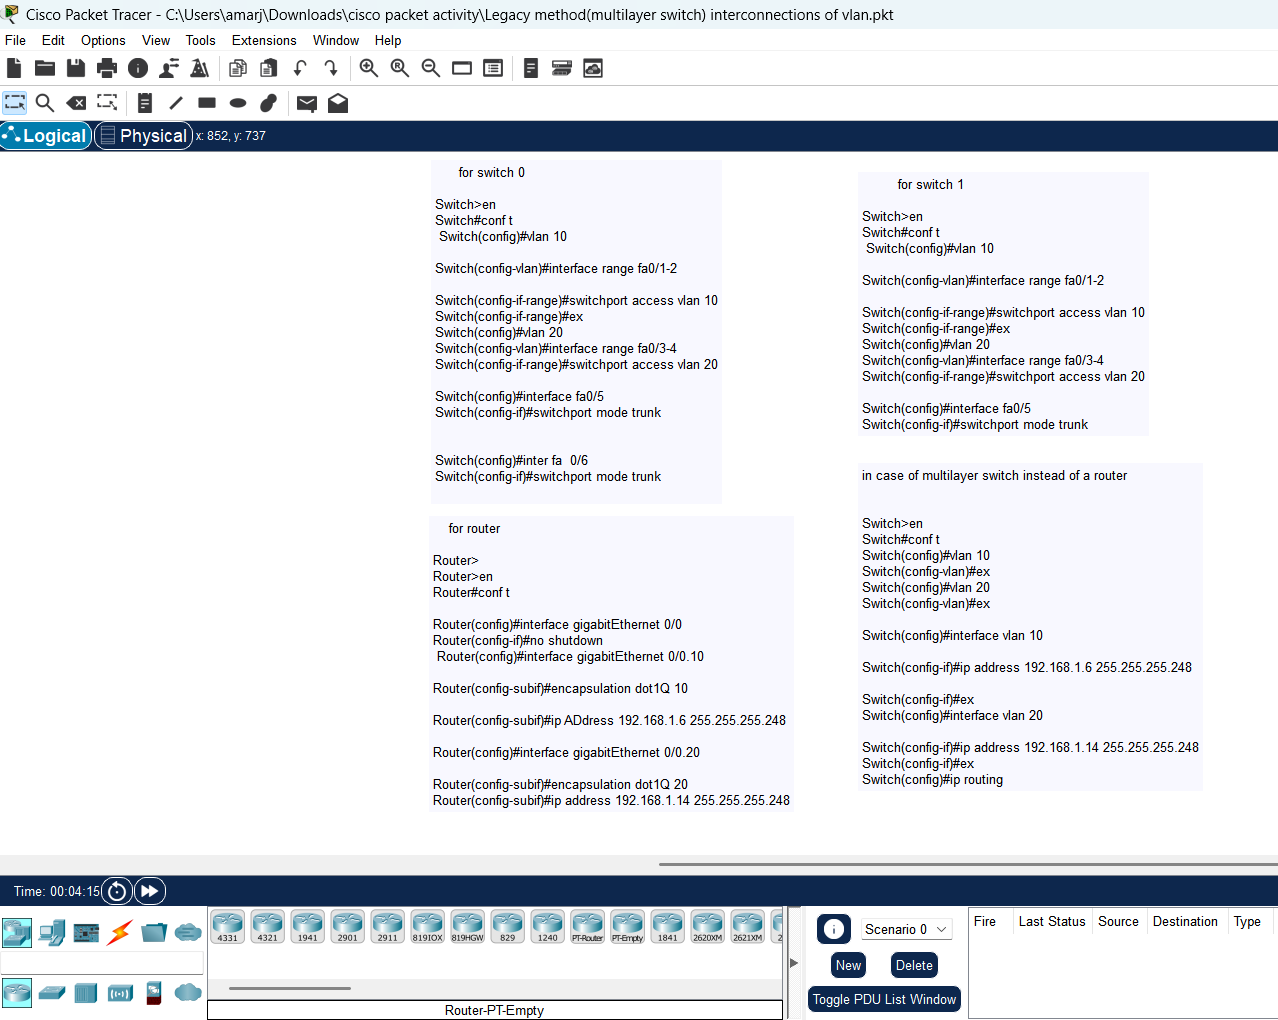 Cisco Packet Tracer - C:\Users\amarj\Downloads\cisco packet activity\Legacy method(multilayer switch) interconnections of vlan.pkt
File Edit Options View Tools Extensions Window Help
Logical Physical x: 852, y: 737
for switch 0
Switch>en
Switch#conf t
Switch(config)#vlan 10
Switch(config-vlan)#interface range fa0/1-2
Switch(config-if-range)#switchport access vlan 10
Switch(config-if-range)#ex
Switch(config)#vlan 20
Switch(config-vlan)#interface range fa0/3-4
Switch(config-if-range)#switchport access vlan 20
Switch(config)#interface fa0/5
Switch(config-if)#switchport mode trunk
Switch(config)#inter fa 0/6
Switch(config-if)#switchport mode trunk
for switch 1
Switch>en
Switch#conf t
Switch(config)#vlan 10
Switch(config-vlan)#interface range fa0/1-2
Switch(config-if-range)#switchport access vlan 10
Switch(config-if-range)#ex
Switch(config)#vlan 20
Switch(config-vlan)#interface range fa0/3-4
Switch(config-if-range)#switchport access vlan 20
Switch(config)#interface fa0/5
Switch(config-if)#switchport mode trunk
for router
Router>
Router>en
Router#conf t
Router(config)#interface gigabitEthernet 0/0
Router(config-if)#no shutdown
Router(config)#interface gigabitEthernet 0/0.10
Router(config-subif)#encapsulation dot1Q 10
Router(config-subif)#ip ADdress 192.168.1.6 255.255.255.248
Router(config)#interface gigabitEthernet 0/0.20
Router(config-subif)#encapsulation dot1Q 20
Router(config-subif)#ip address 192.168.1.14 255.255.255.248
in case of multilayer switch instead of a router
Switch>en
Switch#conf t
Switch(config)#vlan 10
Switch(config-vlan)#ex
Switch(config)#vlan 20
Switch(config-vlan)#ex
Switch(config)#interface vlan 10
Switch(config-if)#ip address 192.168.1.6 255.255.255.248
Switch(config-if)#ex
Switch(config)#interface vlan 20
Switch(config-if)#ip address 192.168.1.14 255.255.255.248
Switch(config-if)#ex
Switch(config)#ip routing
Time: 00:04:15
4331 4321 1941 2901 2911 819IOX 819HGW 829 1240 PT-Router PT-Empty 1841 2620XM 2621XM
Router-PT-Empty
Scenario 0
New Delete
Toggle PDU List Window
Fire Last Status Source Destination Type